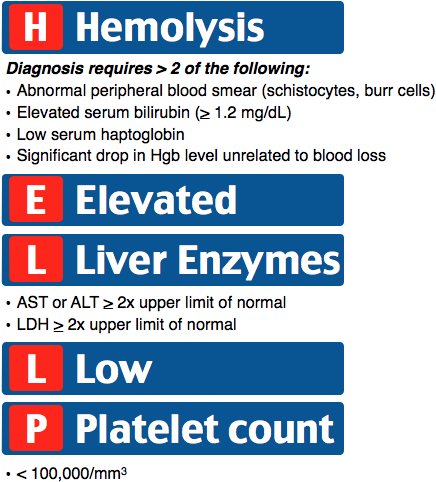 H Hemolysis
Diagnosis requires > 2 of the following:
• Abnormal peripheral blood smear (schistocytes, burr cells)
• Elevated serum bilirubin (≥ 1.2 mg/dL)
• Low serum haptoglobin
• Significant drop in Hgb level unrelated to blood loss
E Elevated
L Liver Enzymes
• AST or ALT ≥ 2x upper limit of normal
• LDH ≥ 2x upper limit of normal
L Low
P Platelet count
• < 100,000/mm³